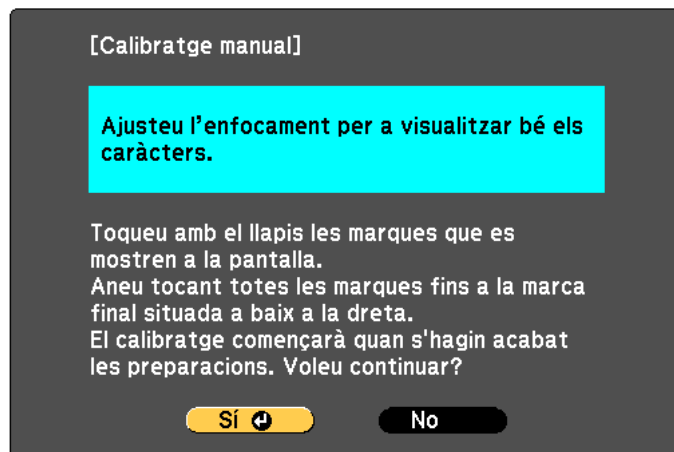 [Calibratge manual]
Ajusteu l'enfocament per a visualitzar bé els
caràcters.
Toqueu amb el llapis les marques que es
mostren a la pantalla.
Aneu tocant totes les marques fins a la marca
final situada a baix a la dreta.
El calibratge començarà quan s'hagin acabat
les preparacions. Voleu continuar?
Sí No